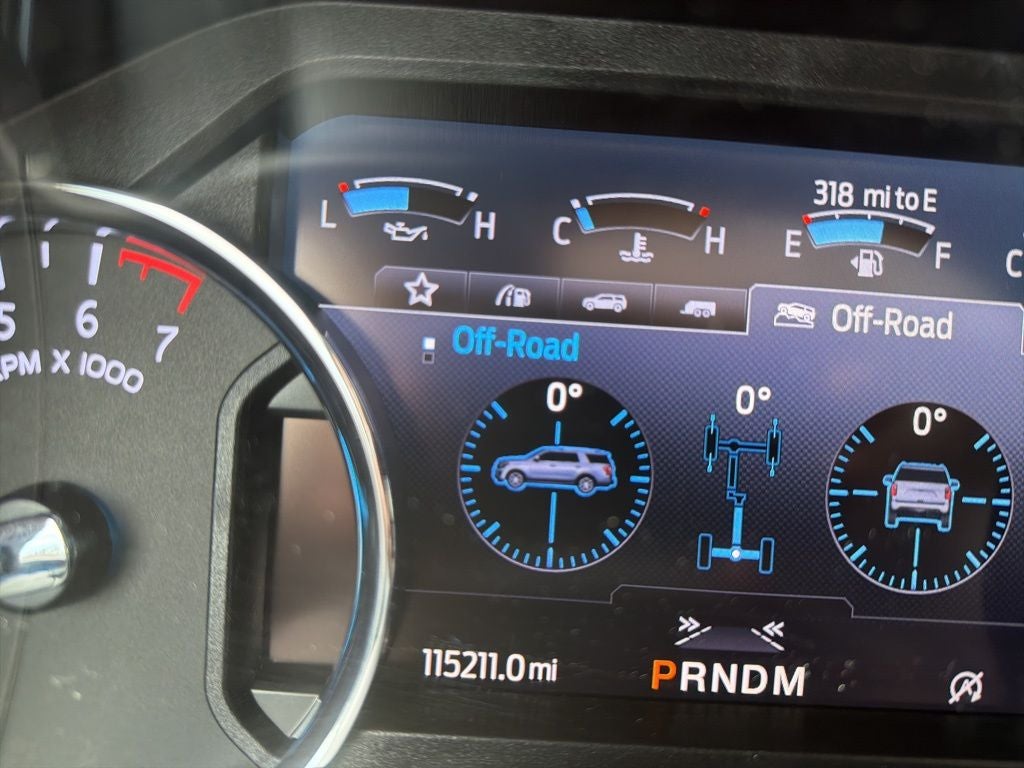 318 mi to E
L H
C H
E F
C
Off-Road
Off-Road
5 6 7
RPM X 1000
0° 0° 0°
115211.0 mi
PRNDM